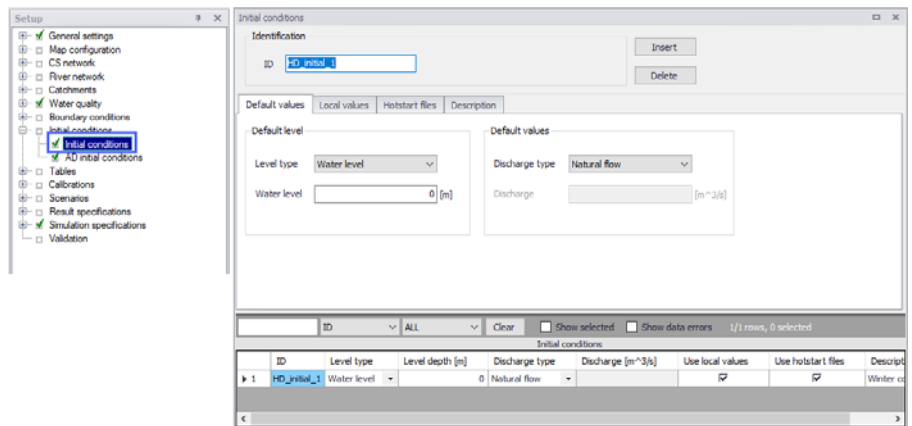 Setup
General settings
Map configuration
CS network
River network
Catchments
Water quality
Boundary conditions
Initial conditions
Initial conditions
AD initial conditions
Tables
Calibrations
Scenarios
Result specifications
Simulation specifications
Validation
Initial conditions
Identification
ID HD_initial_1
Insert
Delete
Default values Local values Hotstart files Description
Default level Default values
Level type Water level Discharge type Natural flow
Water level 0 [m] Discharge [m^3/s]
ID ALL Clear Show selected Show data errors 1/1 rows, 0 selected
Initial conditions
ID Level type Level depth [m] Discharge type Discharge [m^3/s] Use local values Use hotstart files Descript
1 HD_initial_1 Water level 0 Natural flow Winter co